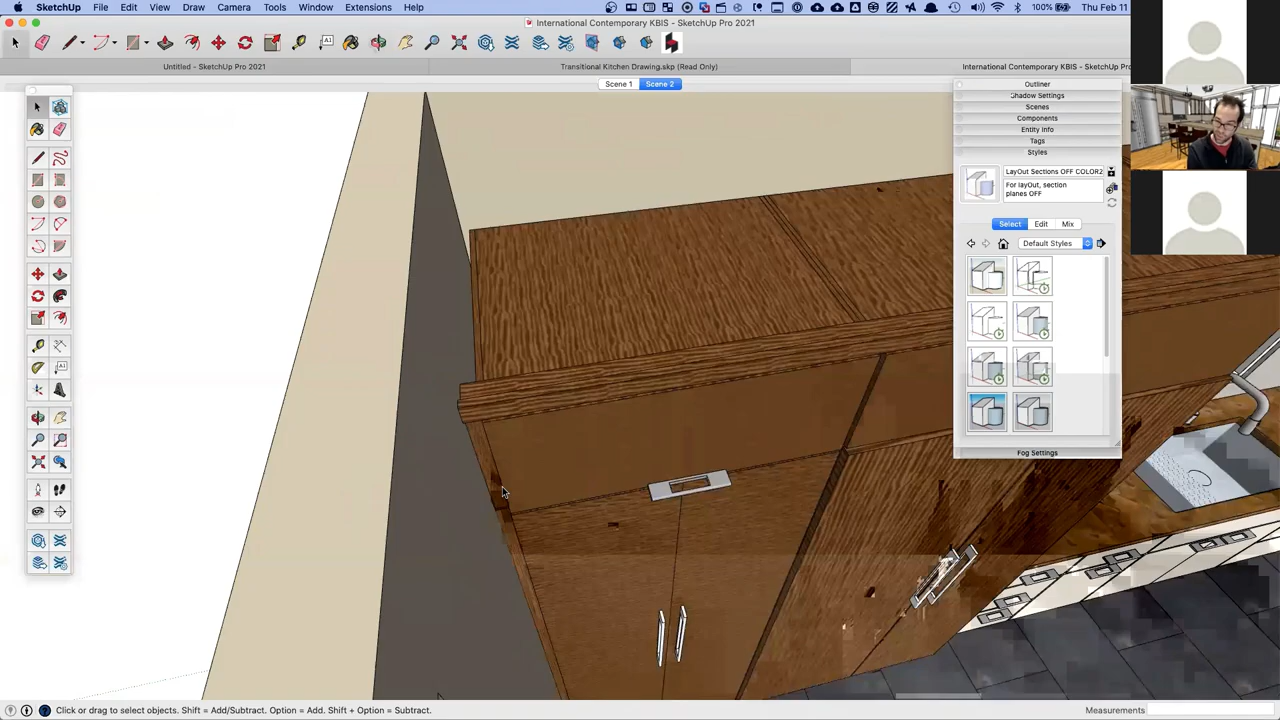 SketchUp File Edit Draw Camera Tools Window Extensions Help 100% Thu Feb 11
International Contemporary KBIS - SketchUp Pro 2021
Untitled - SketchUp Pro 2021 Transitional Kitchen Drawing.skp (Read Only) International Contemporary KBIS - SketchUp Pro
Scene 1 Scene 2
Outliner
Shadow Settings
Scenes
Components
Entity Info
Tags
Styles
LayOut Sections OFF COLOR2
For layOut, section
planes OFF
Select Edit Mix
Default Styles
Fog Settings
Click or drag to select objects. Shift = Add/Subtract. Option = Add. Shift + Option = Subtract. Measurements